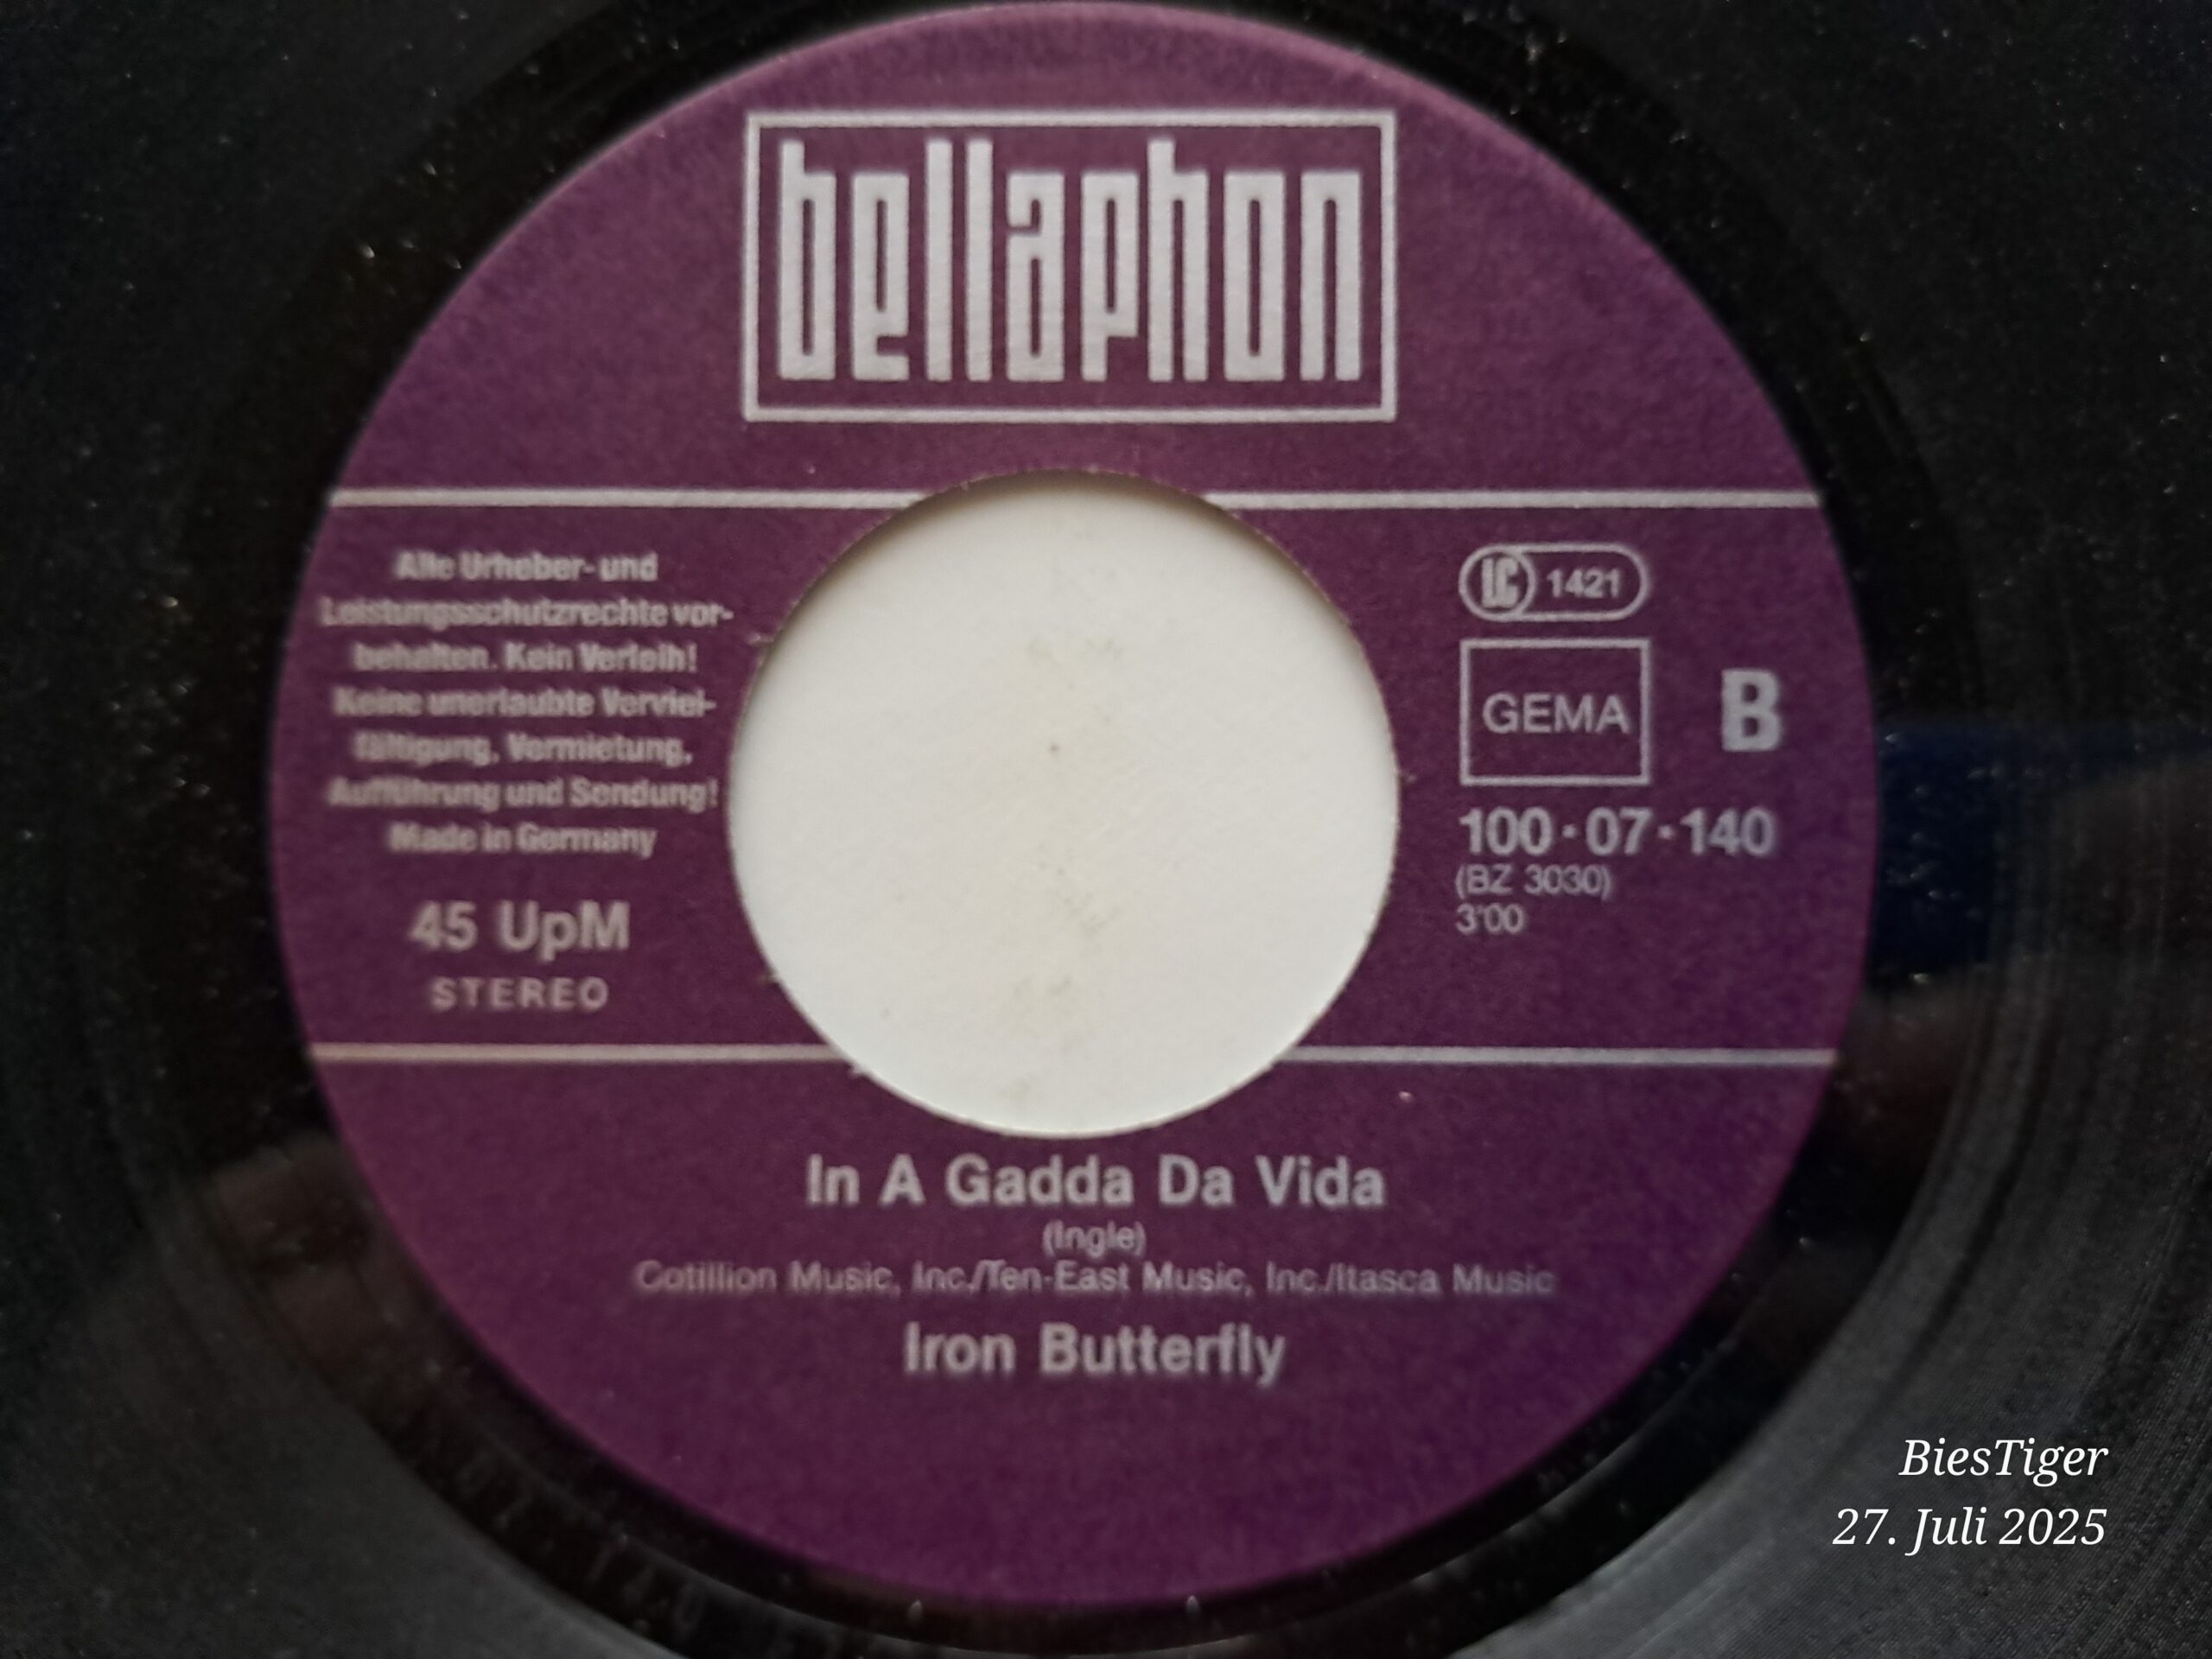 bellaphon
Alle Urheber- und
Leistungsschutzrechte vor-
behalten. Kein Verleih!
Keine unerlaubte Verviel-
fältigung, Vermietung,
Aufführung und Sendung!
Made in Germany
45 UpM
STEREO
LC 1421
GEMA
B
100·07·140
(BZ 3030)
3'00
In A Gadda Da Vida
(Ingle)
Cotillion Music, Inc./Ten-East Music, Inc./Itasca Music
Iron Butterfly
BiesTiger
27. Juli 2025